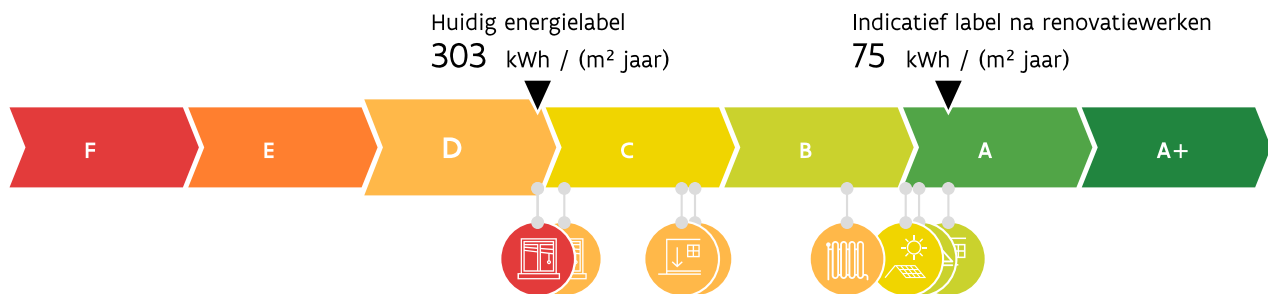 Huidig energielabel
303 kWh / (m² jaar)
Indicatief label na renovatiewerken
75 kWh / (m² jaar)
F E D C B A A+